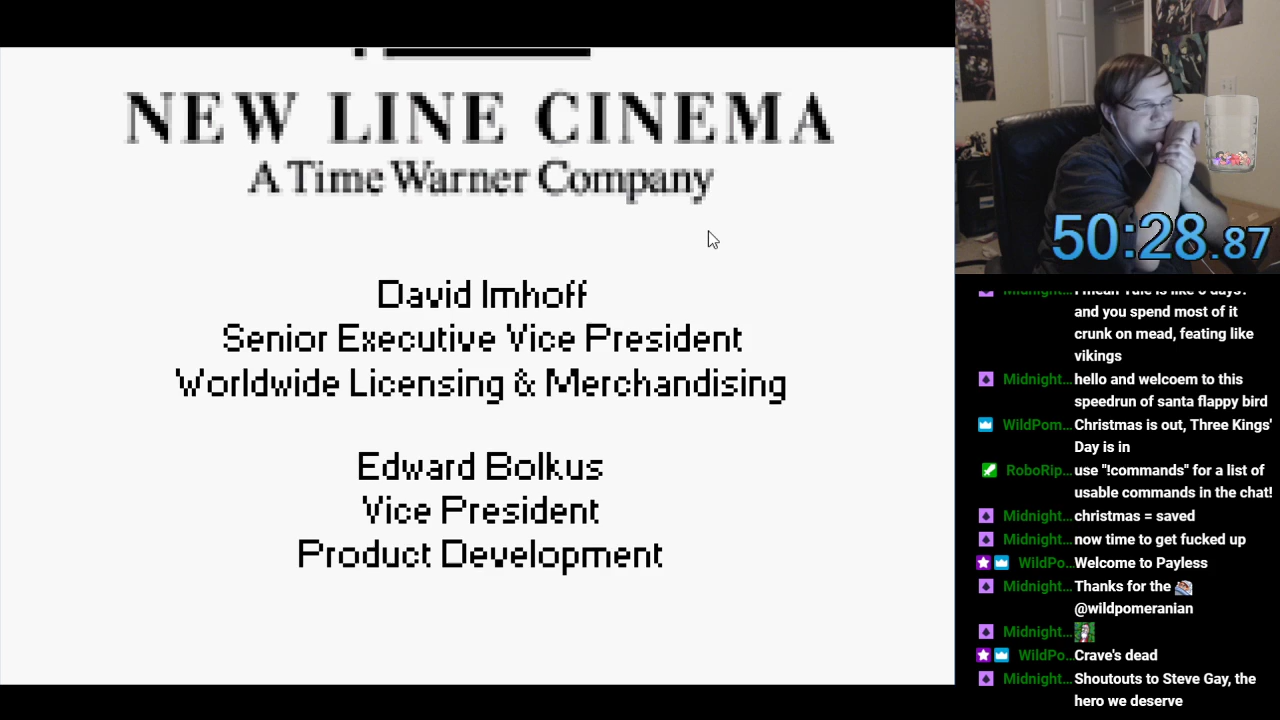 NEW LINE CINEMA
A Time Warner Company
David Imhoff
Senior Executive Vice President
Worldwide Licensing & Merchandising
Edward Bolkus
Vice President
Product Development
50:28.87
and you spend most of it
crunk on mead, feating like
vikings
Midnight... hello and welcoem to this
speedrun of santa flappy bird
WildPom... Christmas is out, Three Kings'
Day is in
RoboRip... use "!commands" for a list of
usable commands in the chat!
Midnight... christmas = saved
Midnight... now time to get fucked up
WildPo... Welcome to Payless
Midnight... Thanks for the
@wildpomeranian
Midnight...
WildPo... Crave's dead
Midnight... Shoutouts to Steve Gay, the
hero we deserve